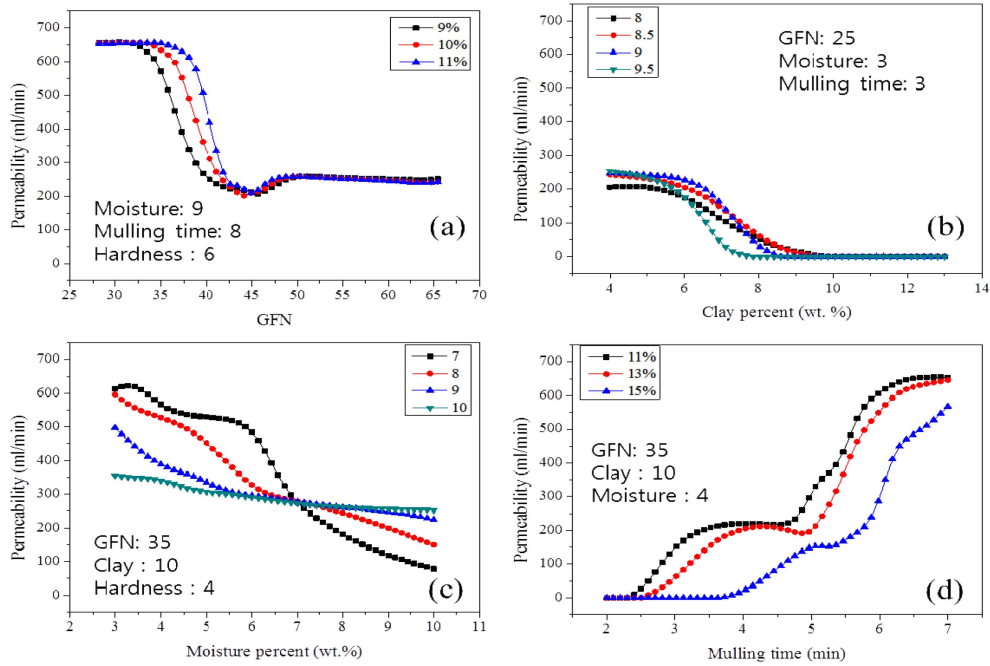 700
600
500
400
300
200
100
0
Permeability (ml/min)
9%
10%
11%
Moisture: 9
Mulling time: 8
Hardness : 6
(a)
25 30 35 40 45 50 55 60 65 70
GFN
700
600
500
400
300
200
100
0
Permeability (ml/min)
8
8.5
9
9.5
GFN: 25
Moisture: 3
Mulling time: 3
(b)
4 6 8 10 12 14
Clay percent (wt. %)
700
600
500
400
300
200
100
0
Permeability (ml/min)
7
8
9
10
GFN: 35
Clay : 10
Hardness : 4
(c)
2 3 4 5 6 7 8 9 10 11
Moisture percent (wt.%)
700
600
500
400
300
200
100
0
Permeability (ml/min)
11%
13%
15%
GFN: 35
Clay : 10
Moisture : 4
(d)
2 3 4 5 6 7
Mulling time (min)